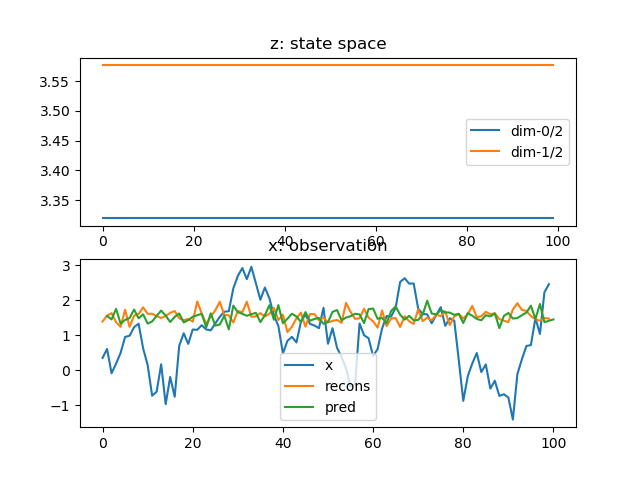 z: state space
3.55
3.50
3.45
3.40
3.35
dim-0/2
dim-1/2
0 20 40 60 80 100
x: observation
3
2
1
0
−1
x
recons
pred
0 20 40 60 80 100